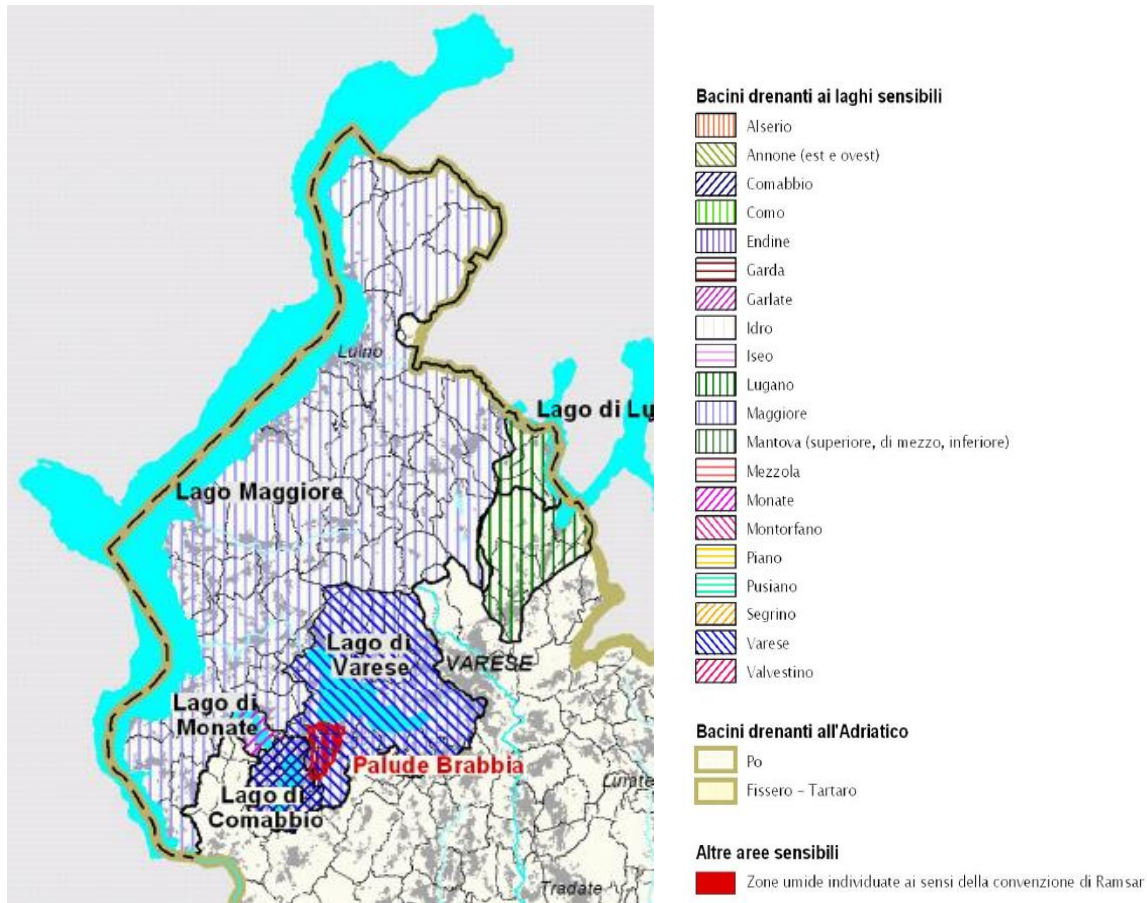 Luino
Lago di Lu
Lago Maggiore
Lago di
Varese
VARESE
Lago di
Monate
Palude Brabbia
Lago di
Comabbio
Tradate
Bacini drenanti ai laghi sensibili
Alserio
Annone (est e ovest)
Comabbio
Como
Endine
Garda
Garlate
Idro
Iseo
Lugano
Maggiore
Mantova (superiore, di mezzo, inferiore)
Mezzola
Monate
Montorfano
Piano
Pusiano
Segrino
Varese
Valvestino
Bacini drenanti all'Adriatico
Po
Fissero – Tartaro
Altre aree sensibili
Zone umide individuate ai sensi della convenzione di Ramsar